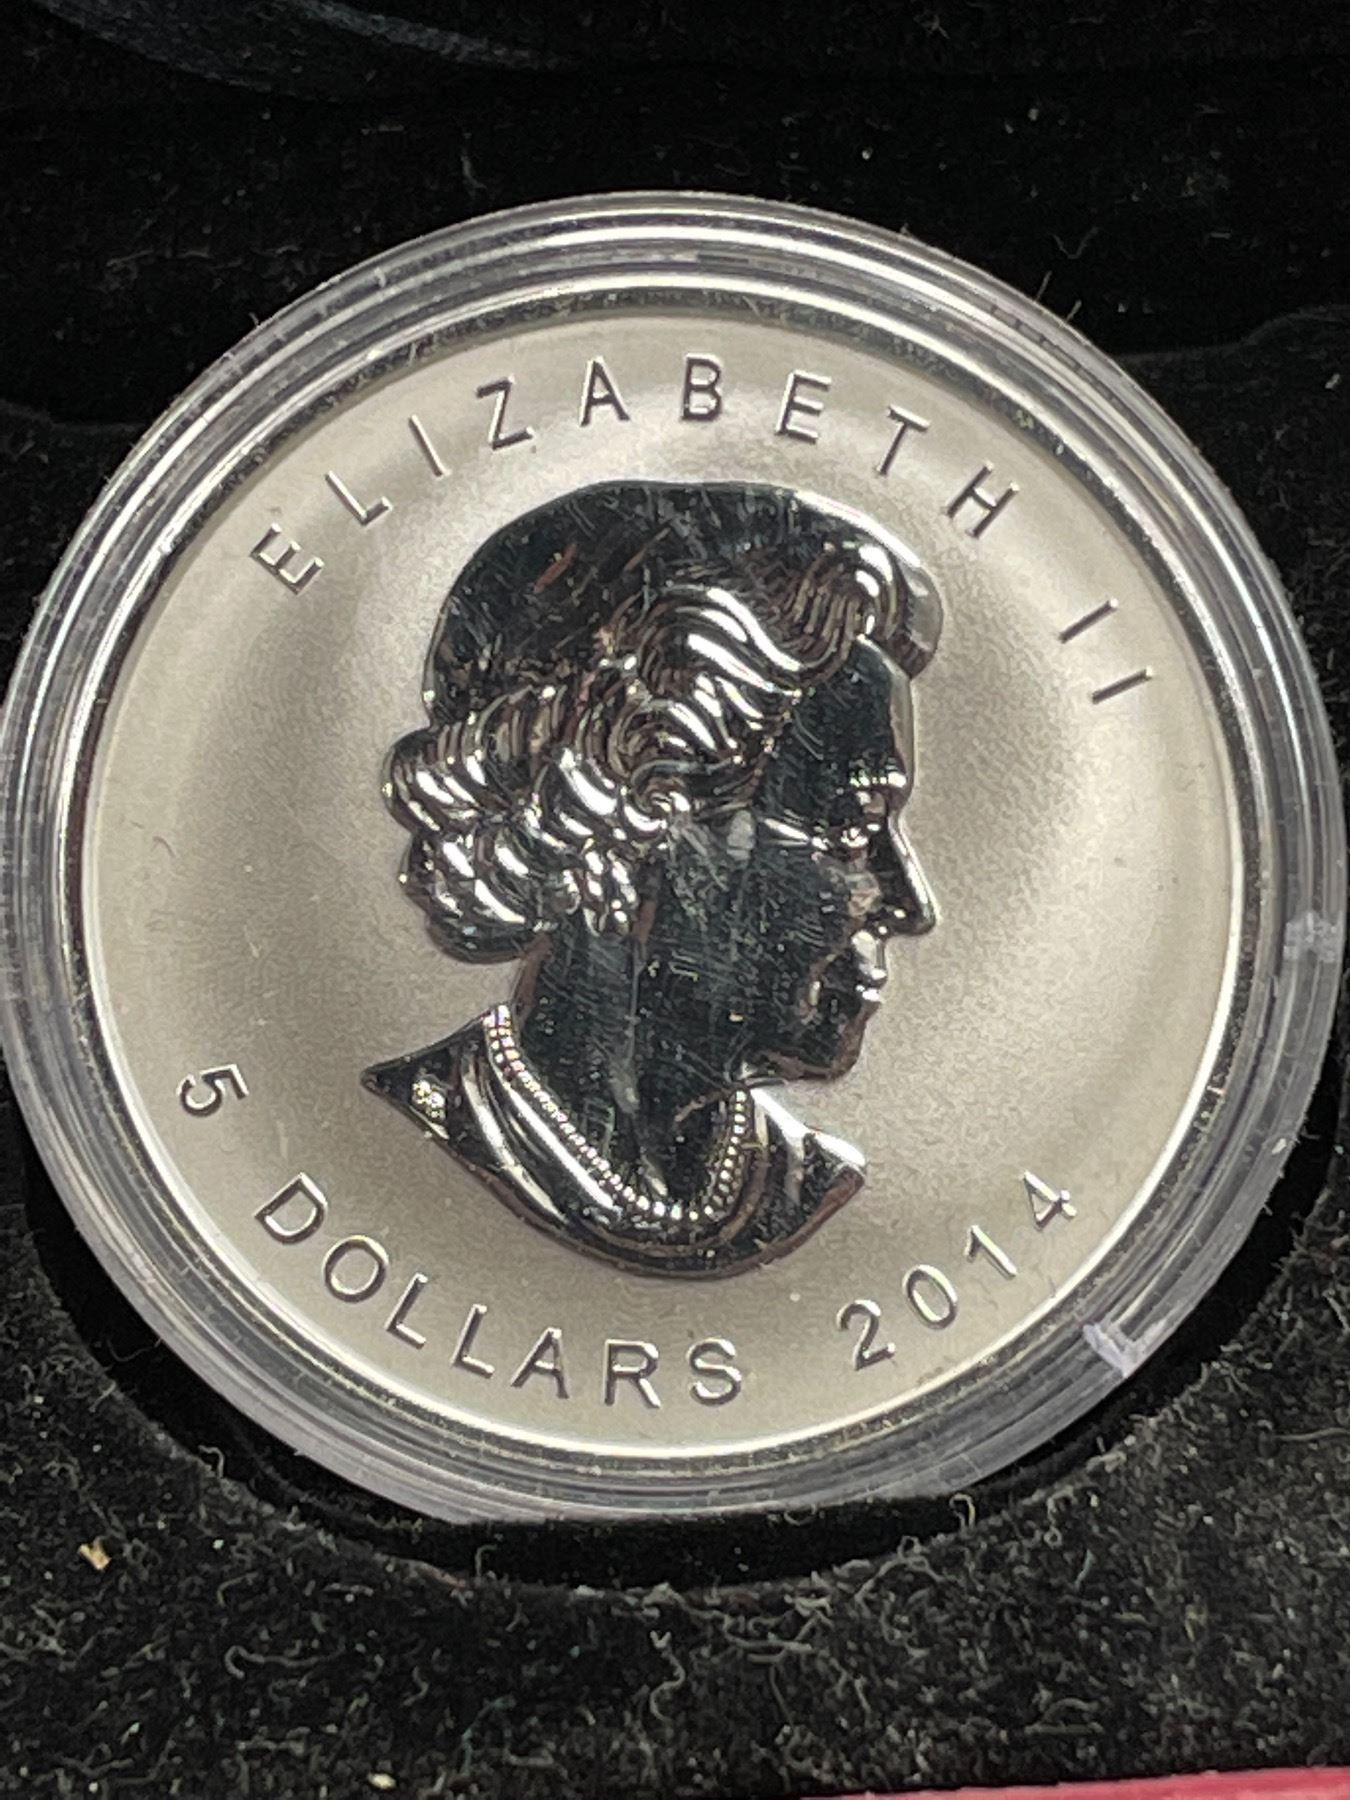 ELIZABETH II
5 DOLLARS 2014